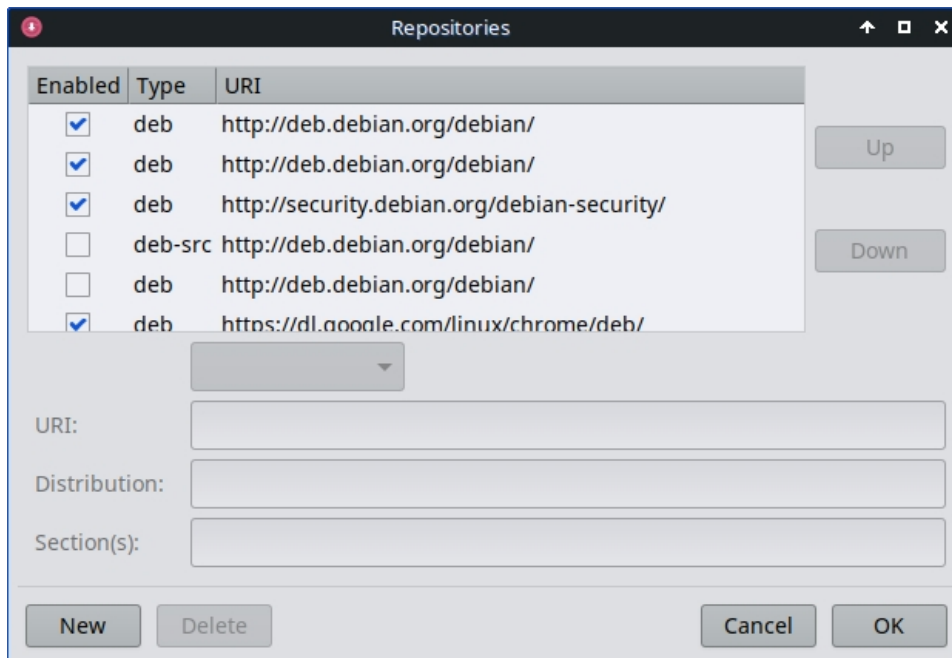 Repositories
Enabled Type URI
deb http://deb.debian.org/debian/
deb http://deb.debian.org/debian/
deb http://security.debian.org/debian-security/
deb-src http://deb.debian.org/debian/
deb http://deb.debian.org/debian/
deb https://dl.google.com/linux/chrome/deb/
Up
Down
URI:
Distribution:
Section(s):
New Delete Cancel OK